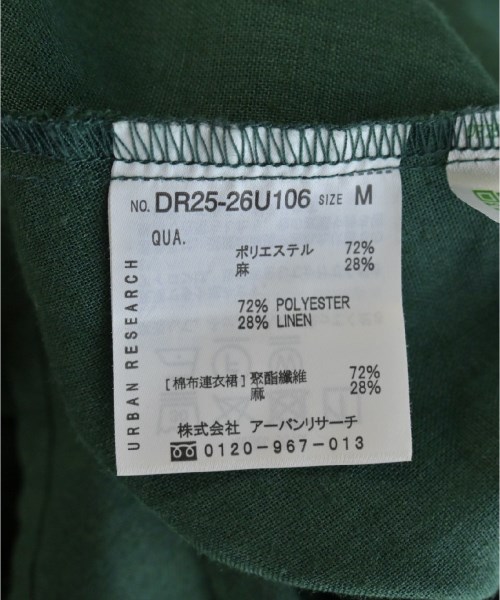 NO. DR25-26U106 SIZE M
QUA.
ポリエステル 72%
麻 28%
72% POLYESTER
28% LINEN
[棉布連衣裙] 聚酯纖維 72%
麻 28%
株式会社 アーバンリサーチ
0120-967-013
URBAN RESEARCH